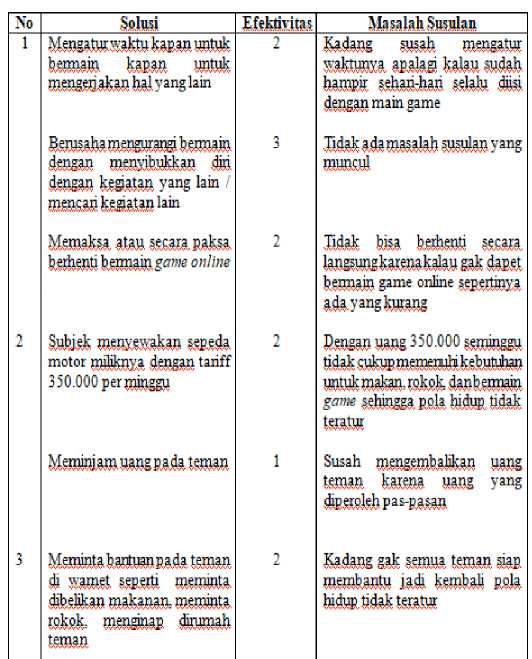 No Solusi Efektivitas Masalah Susulan
1 Mengatur waktu kapan untuk 2 Kadang susah mengatur
bermain kapan untuk waktunya apalagi kalau sudah
mengerjakan hal yang lain hampir sehari-hari selalu diisi
dengan main game
Berusaha mengurangi bermain 3 Tidak ada masalah susulan yang
dengan menyibukkan diri muncul
dengan kegiatan yang lain /
mencari kegiatan lain
Memaksa atau secara paksa 2 Tidak bisa berhenti secara
berhenti bermain game online langsung karena kalau gak dapet
bermain game online sepertinya
ada yang kurang
2 Subjek menyewakan sepeda 2 Dengan uang 350.000 seminggu
motor miliknya dengan tariff tidak cukup memenuhi kebutuhan
350.000 per minggu untuk makan, rokok, dan bermain
game sehingga pola hidup tidak
teratur
Meminjam uang pada teman 1 Susah mengembalikan uang
teman karena uang yang
diperoleh pas-pasan
3 Meminta bantuan pada teman 2 Kadang gak semua teman siap
di warnet seperti meminta membantu jadi kembali pola
dibelikan makanan, meminta hidup tidak teratur
rokok, menginap dirumah
teman